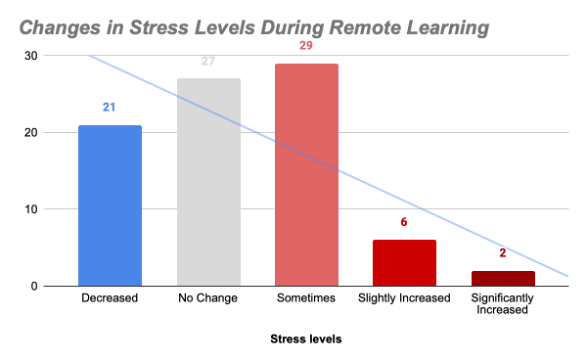 Changes in Stress Levels During Remote Learning
30
20
10
0
21
27
29
6
2
Decreased
No Change
Sometimes
Slightly Increased
Significantly
Increased
Stress levels